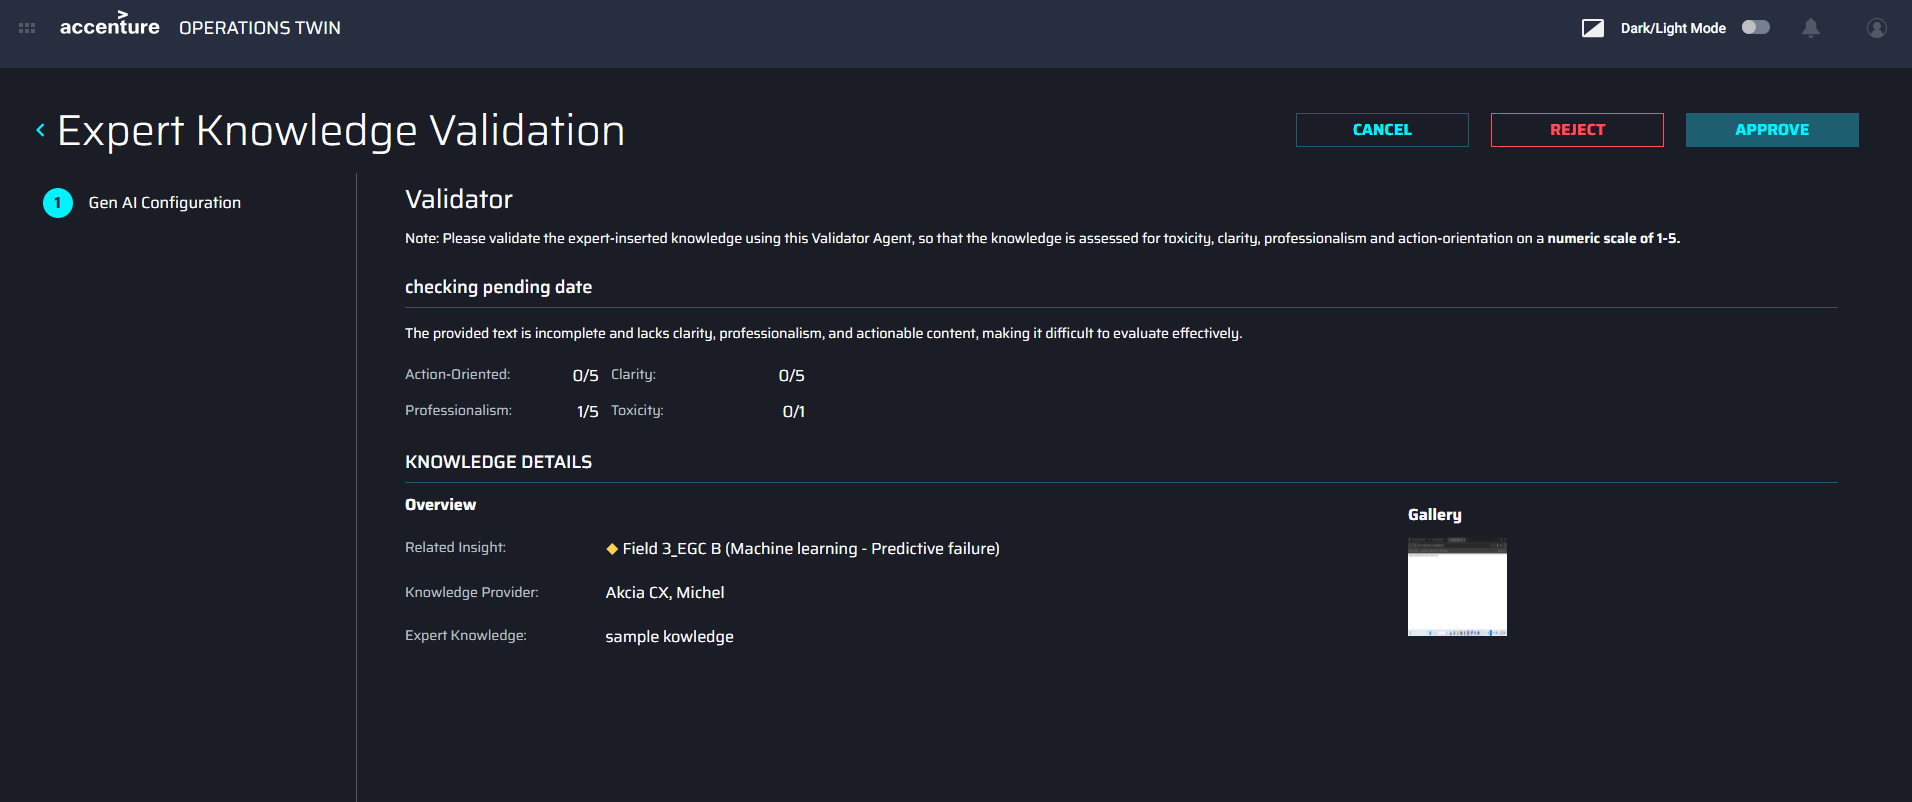 accenture OPERATIONS TWIN Dark/Light Mode
Expert Knowledge Validation CANCEL REJECT APPROVE
1 Gen AI Configuration
Validator
Note: Please validate the expert-inserted knowledge using this Validator Agent, so that the knowledge is assessed for toxicity, clarity, professionalism and action-orientation on a numeric scale of 1-5.
checking pending date
The provided text is incomplete and lacks clarity, professionalism, and actionable content, making it difficult to evaluate effectively.
Action-Oriented: 0/5 Clarity: 0/5
Professionalism: 1/5 Toxicity: 0/1
KNOWLEDGE DETAILS
Overview
Gallery
Related Insight: Field 3_EGC B (Machine learning - Predictive failure)
Knowledge Provider: Akcia CX, Michel
Expert Knowledge: sample kowledge